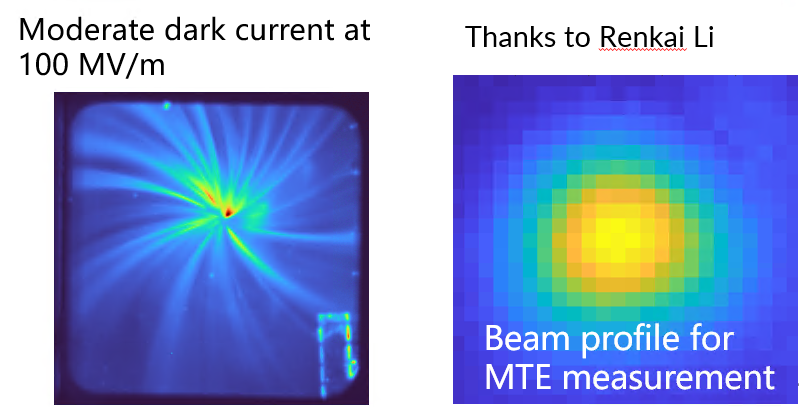 Moderate dark current at
100 MV/m
Thanks to Renkai Li
Beam profile for
MTE measurement